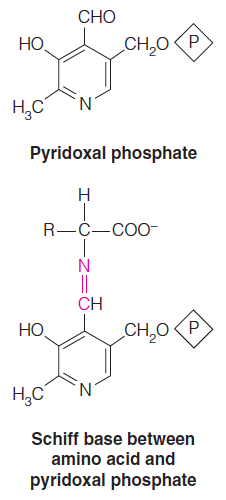 CHO
HO
CH₂O P
H₃C
N
Pyridoxal phosphate
H
R—C—COO⁻
N
CH
HO
CH₂O P
H₃C
N
Schiff base between
amino acid and
pyridoxal phosphate